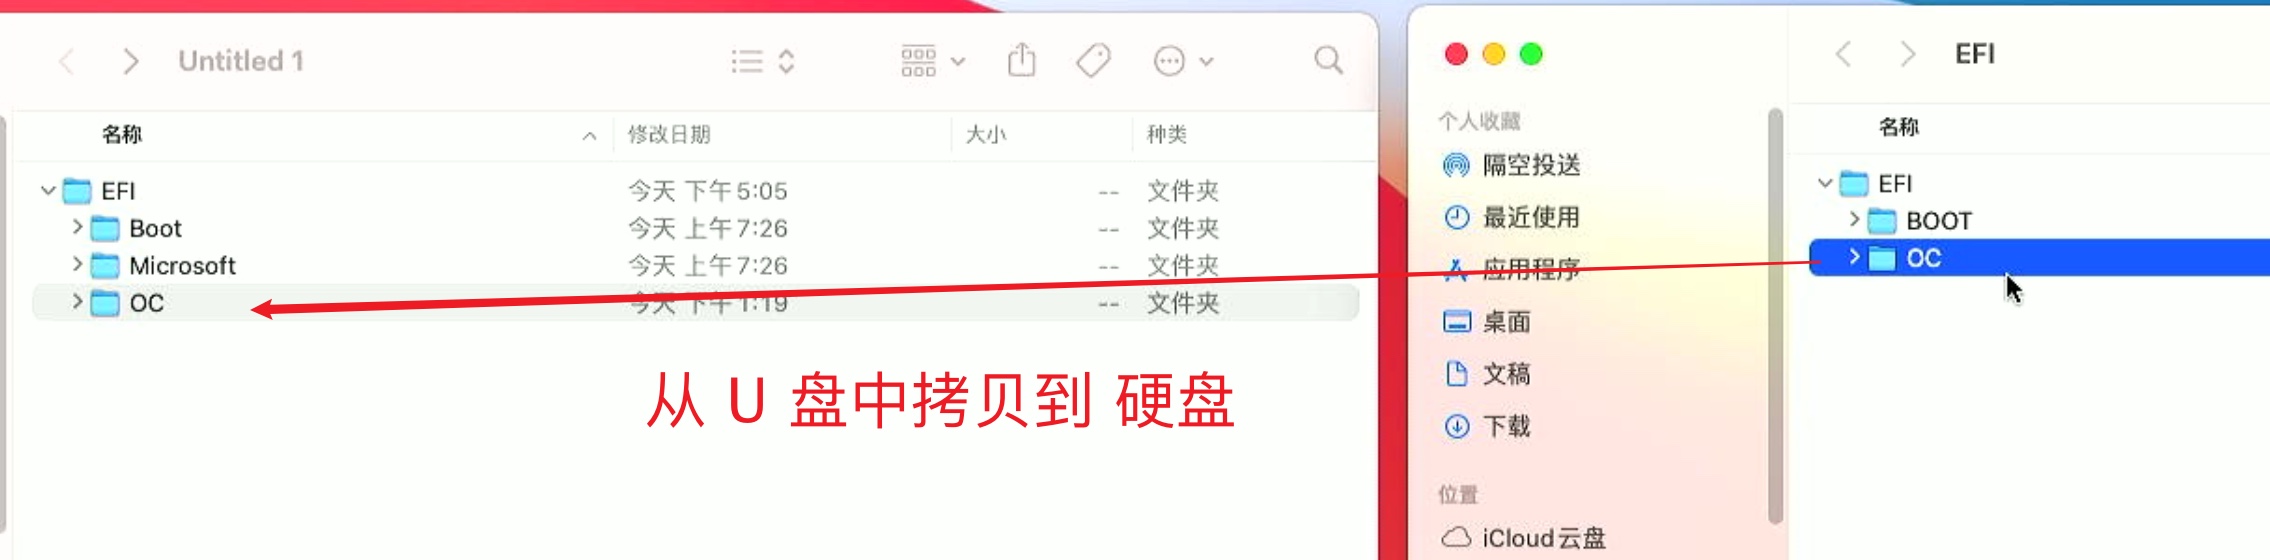 Untitled 1
名称 修改日期 大小 种类
EFI 今天 下午5:05 -- 文件夹
Boot 今天 上午7:26 -- 文件夹
Microsoft 今天 上午7:26 -- 文件夹
OC 今天 下午1:19 -- 文件夹
从 U 盘中拷贝到 硬盘
个人收藏
隔空投送
最近使用
应用程序
桌面
文稿
下载
位置
iCloud云盘
EFI
名称
EFI
BOOT
OC